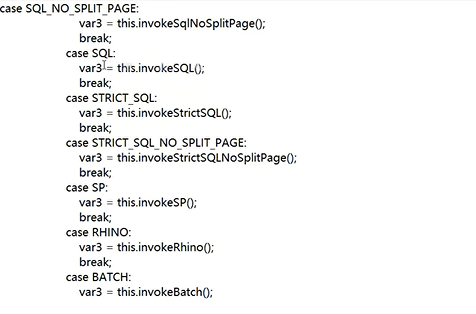 case SQL_NO_SPLIT_PAGE:
var3 = this.invokeSqlNoSplitPage();
break;
case SQL:
var3 = this.invokeSQL();
break;
case STRICT_SQL:
var3 = this.invokeStrictSQL();
break;
case STRICT_SQL_NO_SPLIT_PAGE:
var3 = this.invokeStrictSQLNoSplitPage();
break;
case SP:
var3 = this.invokeSP();
break;
case RHINO:
var3 = this.invokeRhino();
break;
case BATCH:
var3 = this.invokeBatch();